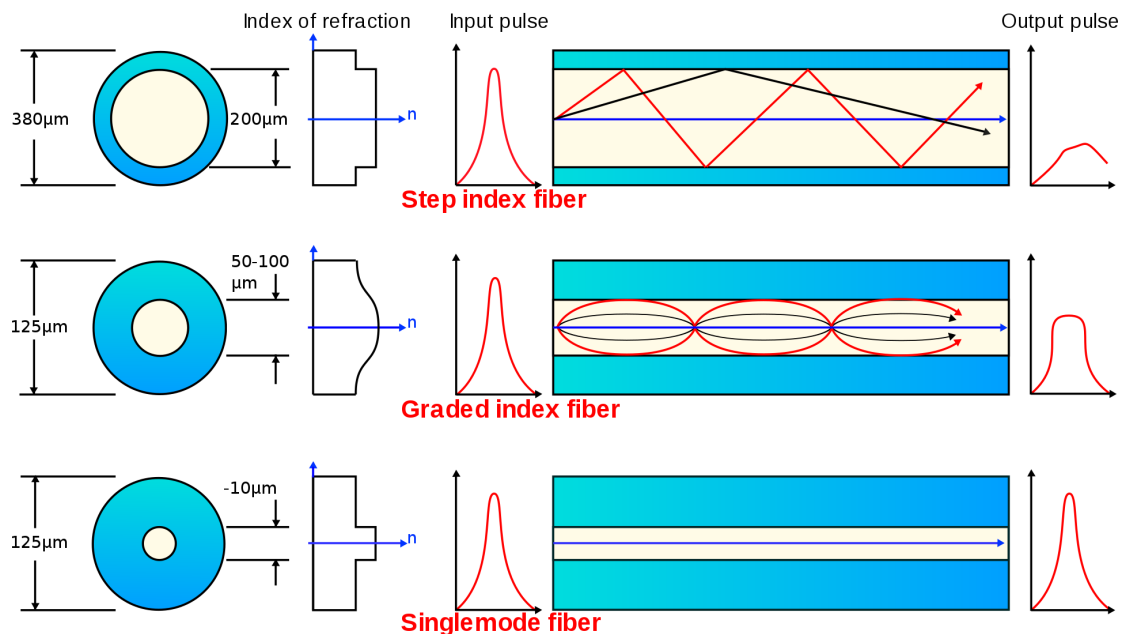 Index of refraction
Input pulse
Output pulse
380µm
200µm
n
Step index fiber
50-100
µm
125µm
n
Graded index fiber
-10µm
125µm
n
Singlemode fiber